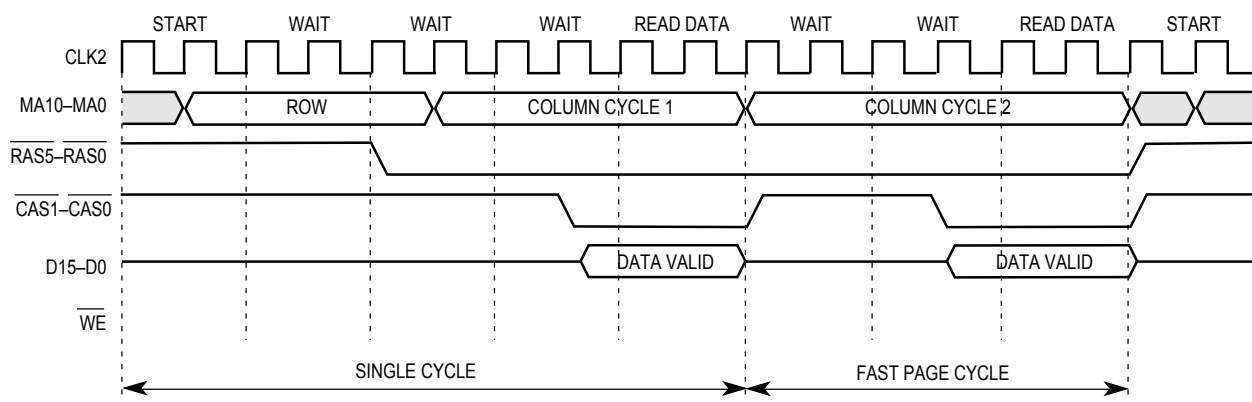 START WAIT WAIT WAIT READ DATA WAIT WAIT READ DATA START
CLK2
MA10–MA0 ROW COLUMN CYCLE 1 COLUMN CYCLE 2
RAS5–RAS0
CAS1–CAS0
D15–D0 DATA VALID DATA VALID
WE
SINGLE CYCLE FAST PAGE CYCLE